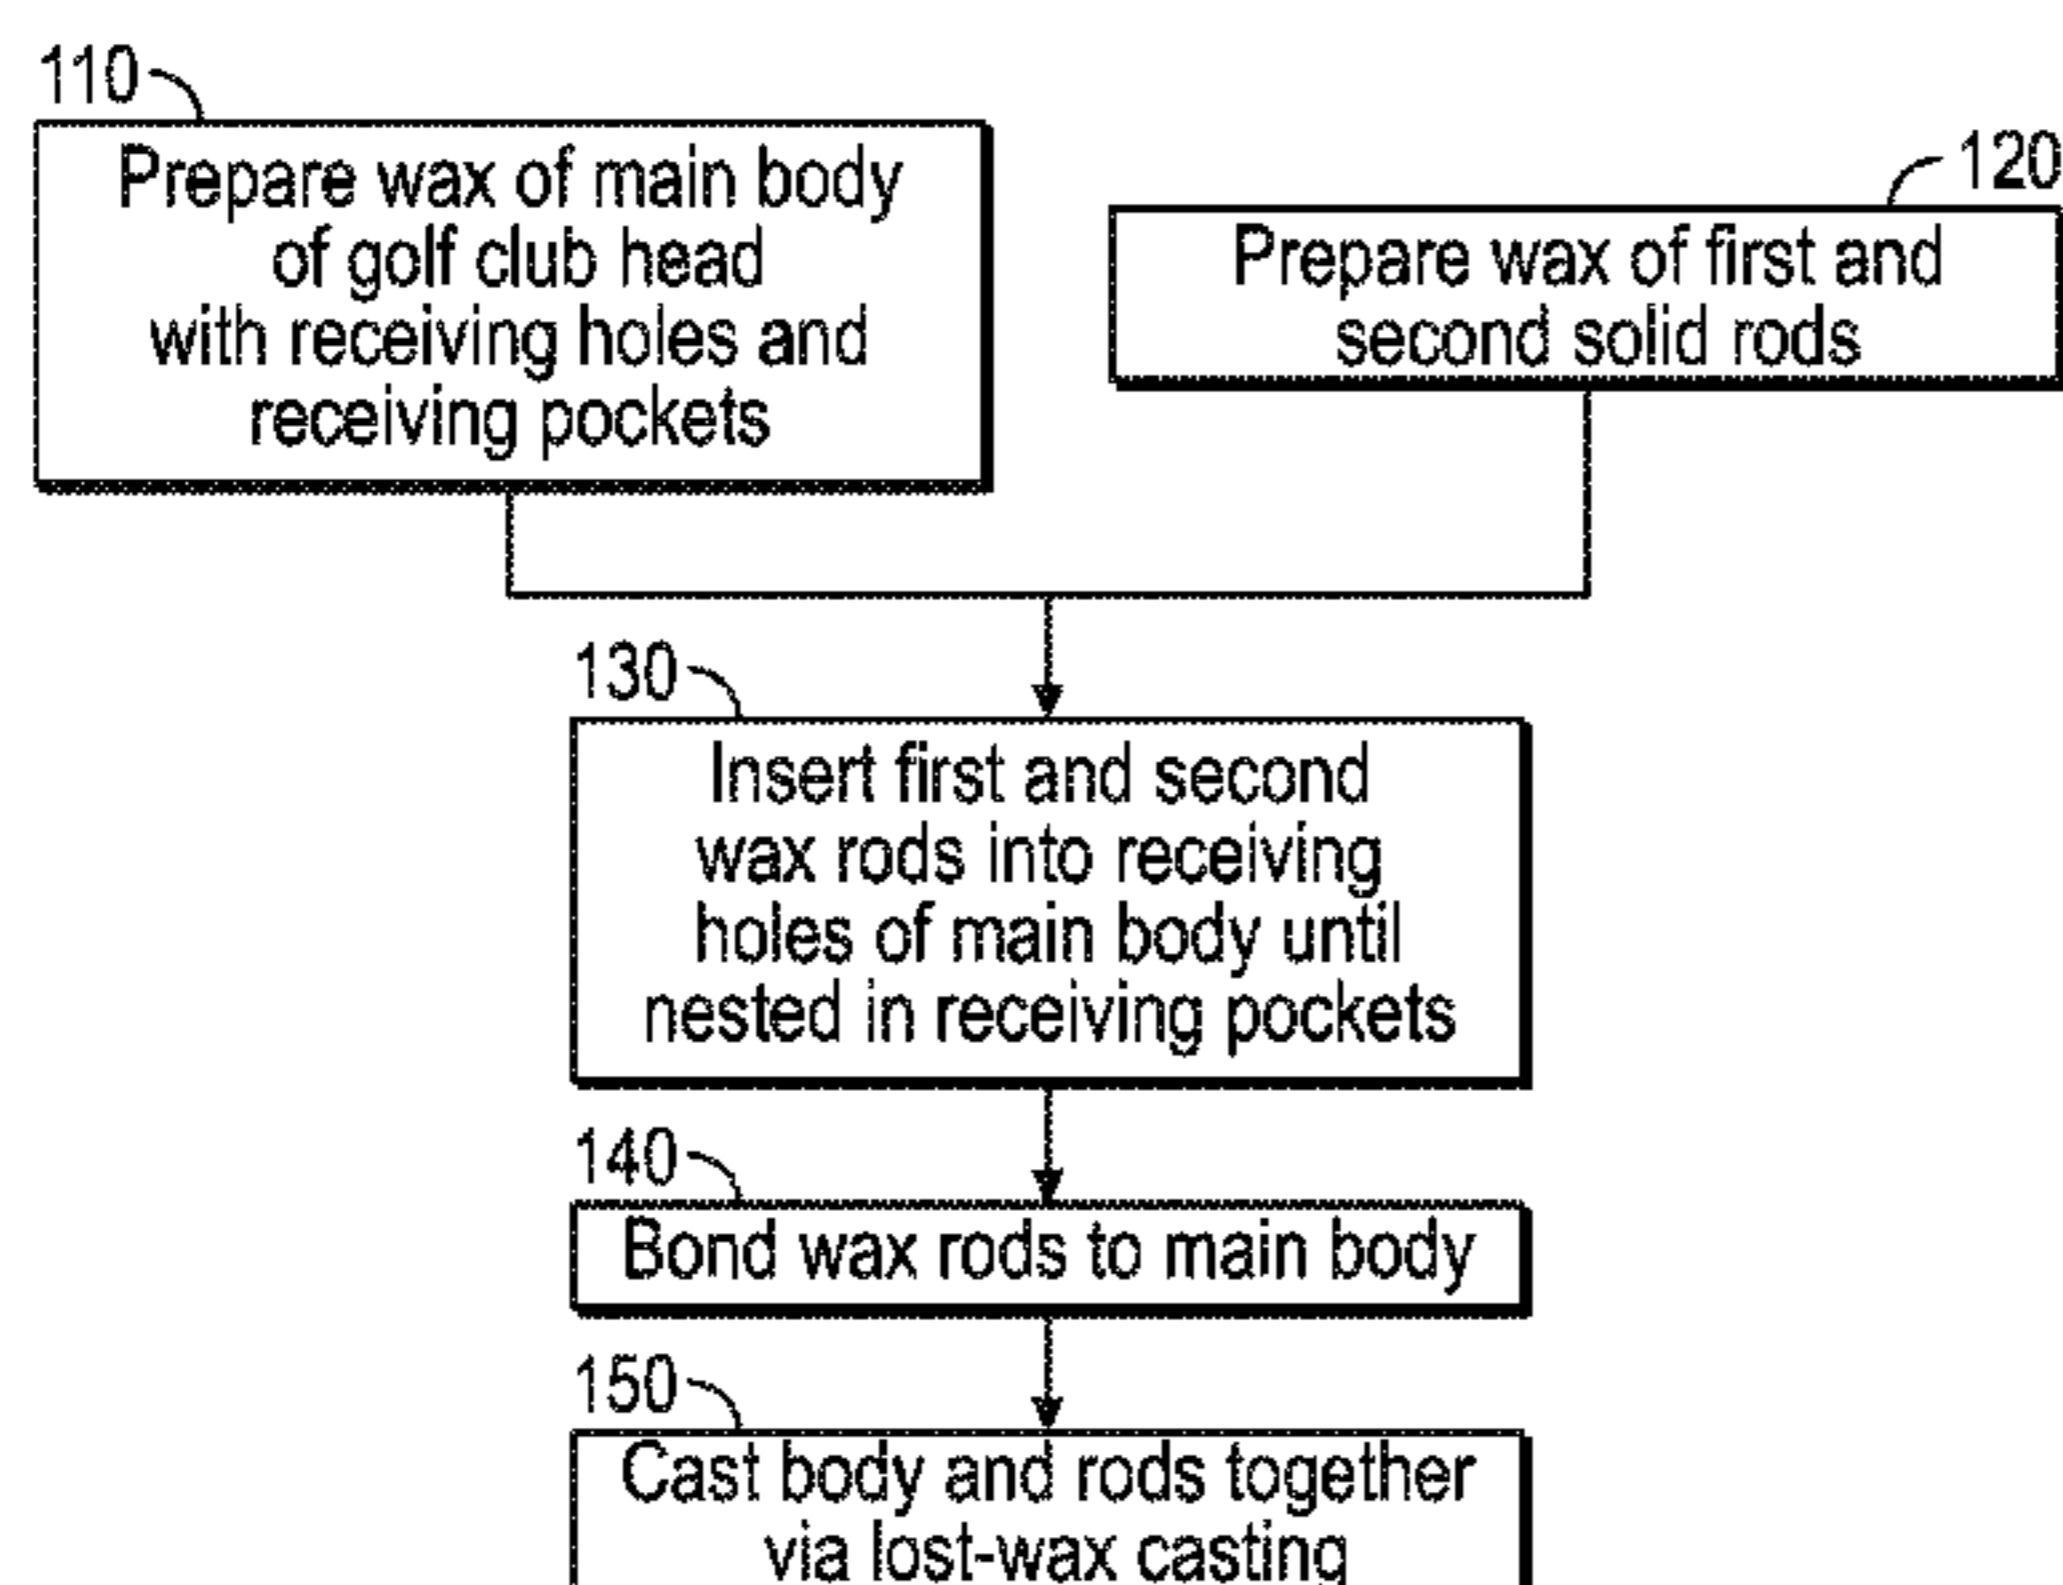 110
Prepare wax of main body
of golf club head
with receiving holes and
receiving pockets
120
Prepare wax of first and
second solid rods
130
Insert first and second
wax rods into receiving
holes of main body until
nested in receiving pockets
140
Bond wax rods to main body
150
Cast body and rods together
via lost-wax casting